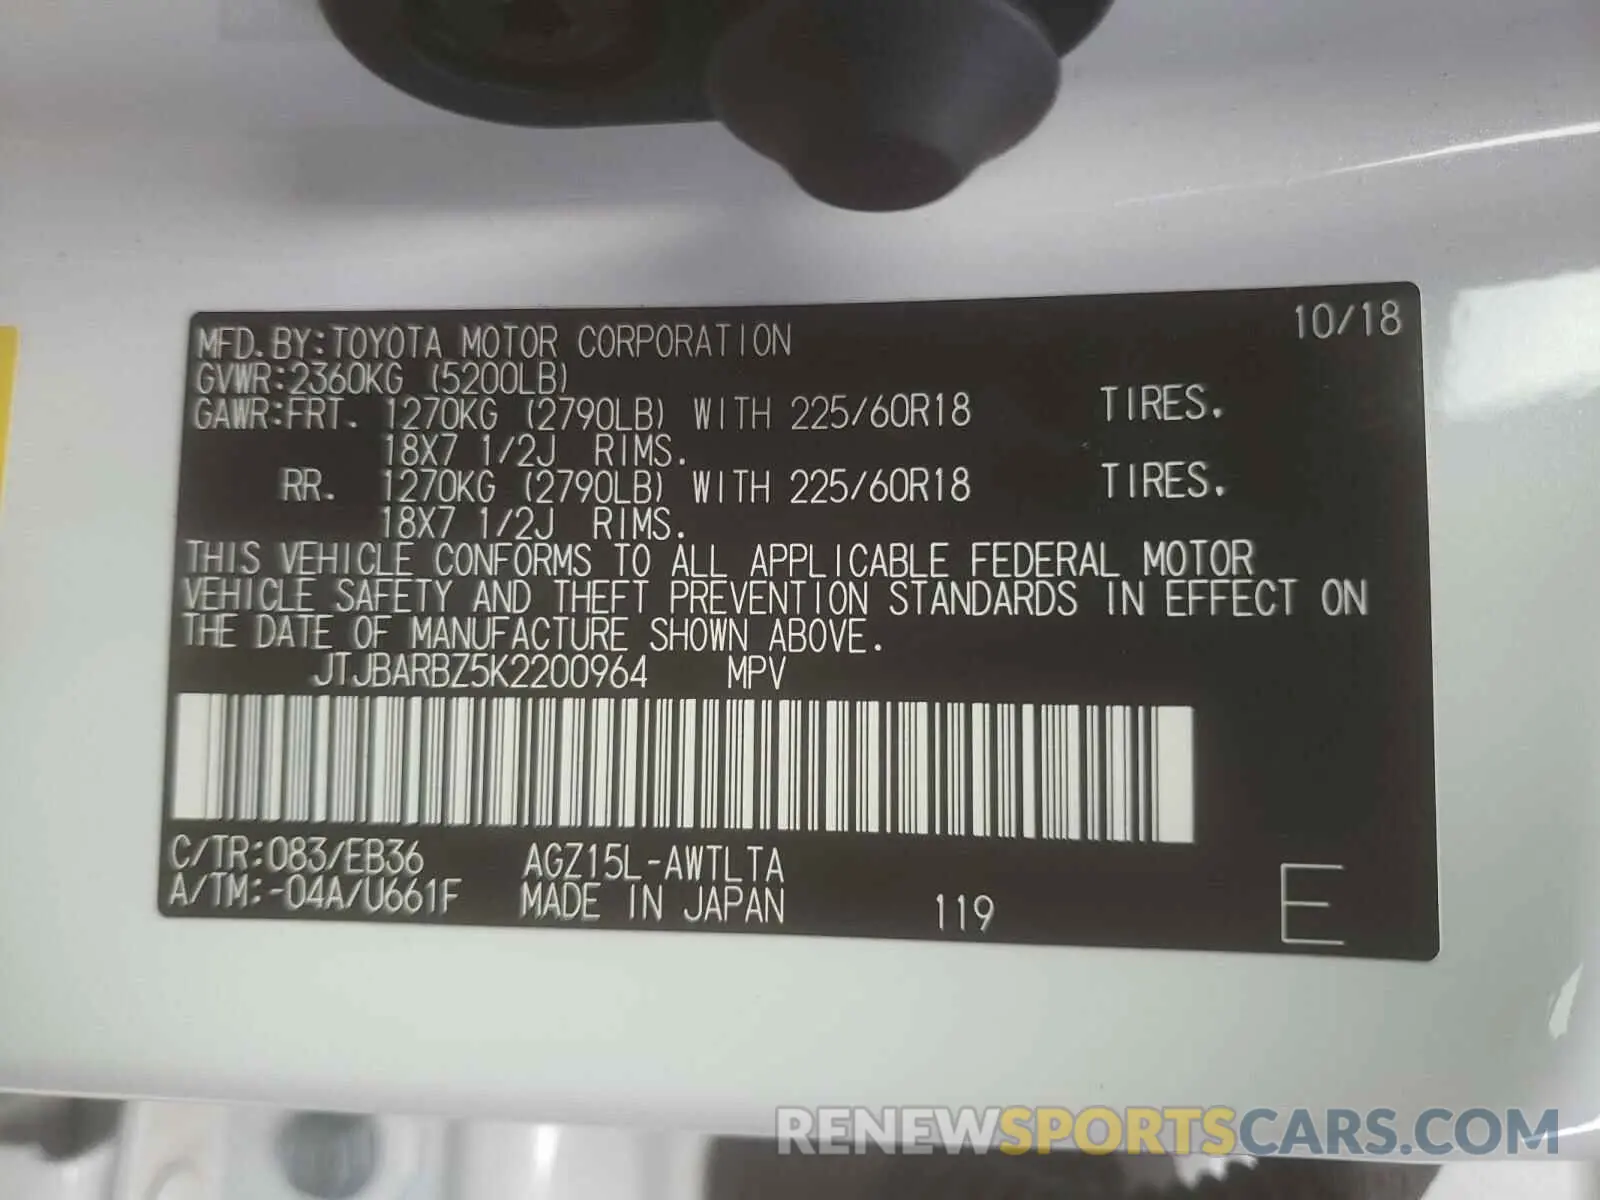 MFD.BY:TOYOTA MOTOR CORPORATION 10/18
GVWR:2360KG (5200LB)
GAWR:FRT. 1270KG (2790LB) WITH 225/60R18 TIRES.
18X7 1/2J RIMS.
RR. 1270KG (2790LB) WITH 225/60R18 TIRES.
18X7 1/2J RIMS.
THIS VEHICLE CONFORMS TO ALL APPLICABLE FEDERAL MOTOR
VEHICLE SAFETY AND THEFT PREVENTION STANDARDS IN EFFECT ON
THE DATE OF MANUFACTURE SHOWN ABOVE.
JTJBARBZ5K2200964 MPV
C/TR:083/EB36 AGZ15L-AWTLTA
A/TM:-04A/U661F MADE IN JAPAN 119 E
RENEWSPORTSCARS.COM